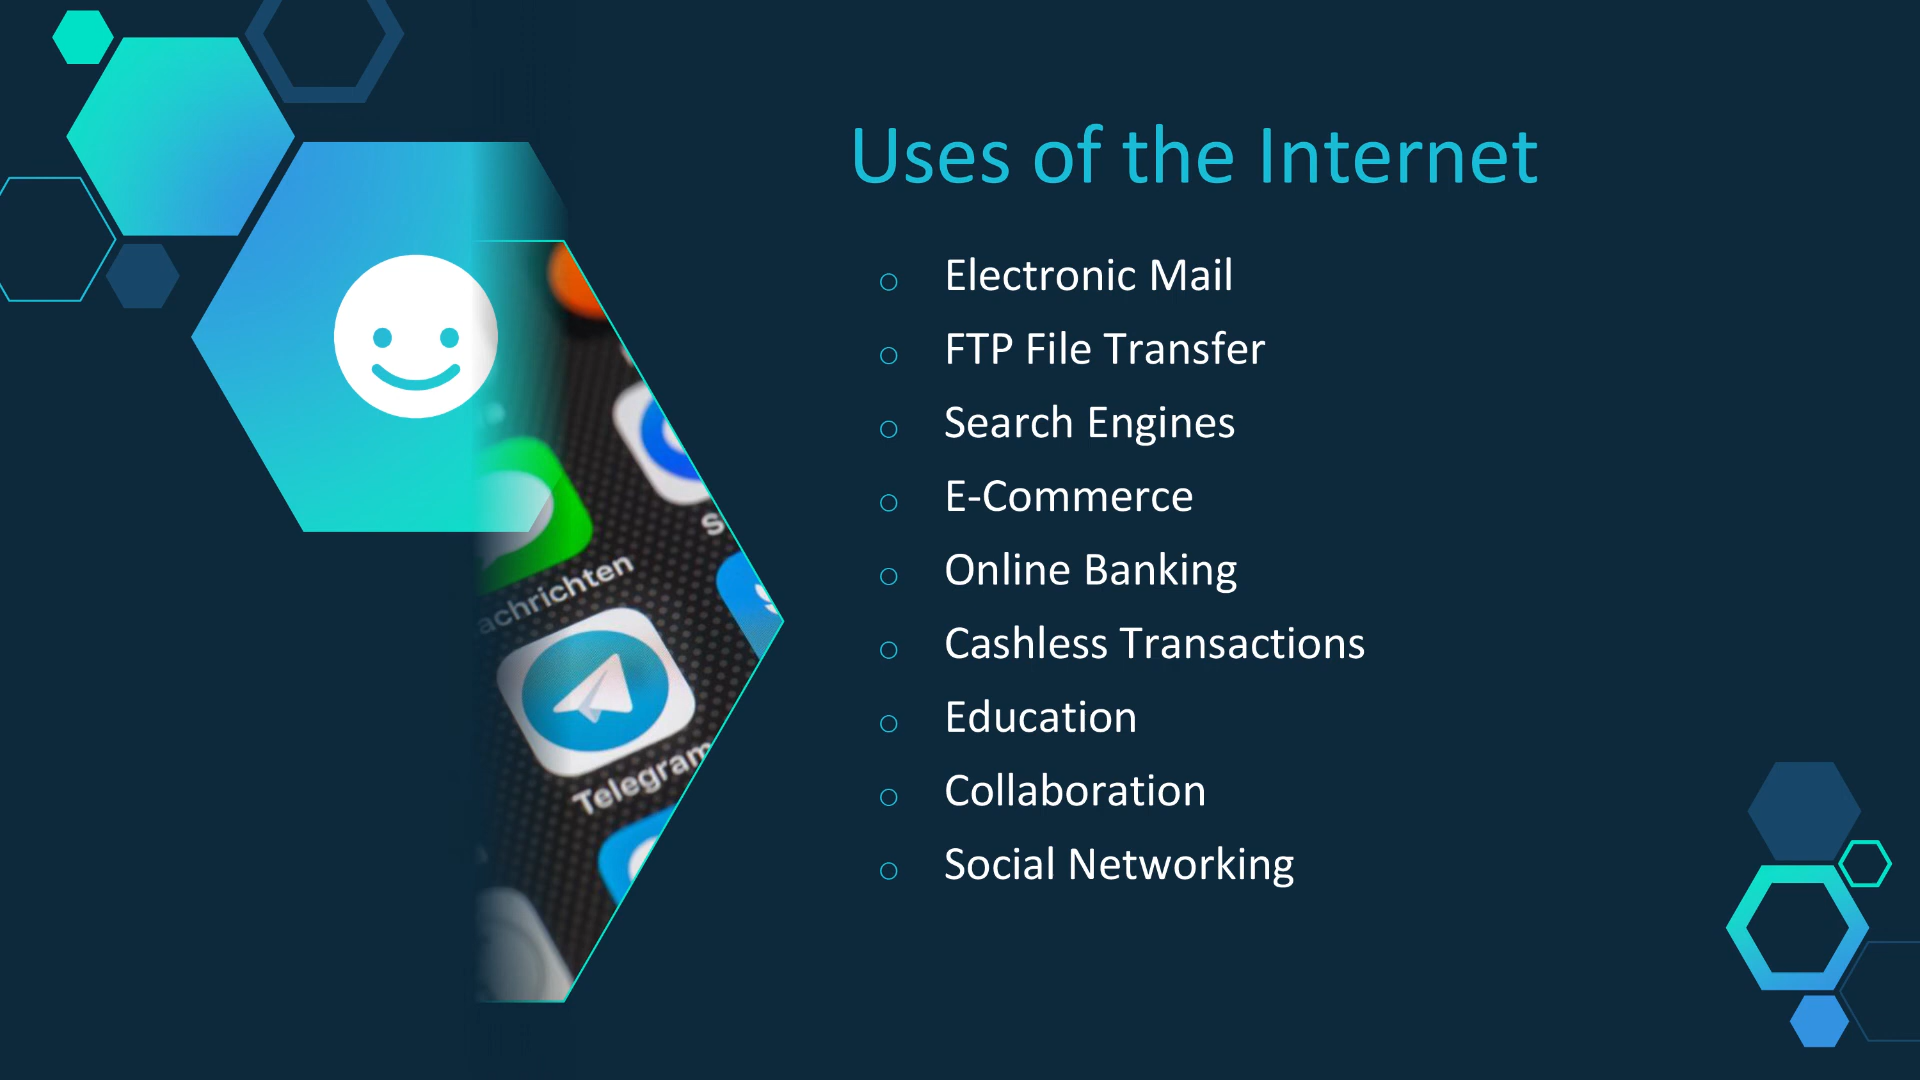 Uses of the Internet
Electronic Mail
FTP File Transfer
Search Engines
E-Commerce
Online Banking
Cashless Transactions
Education
Collaboration
Social Networking
achrichten
Telegram
S